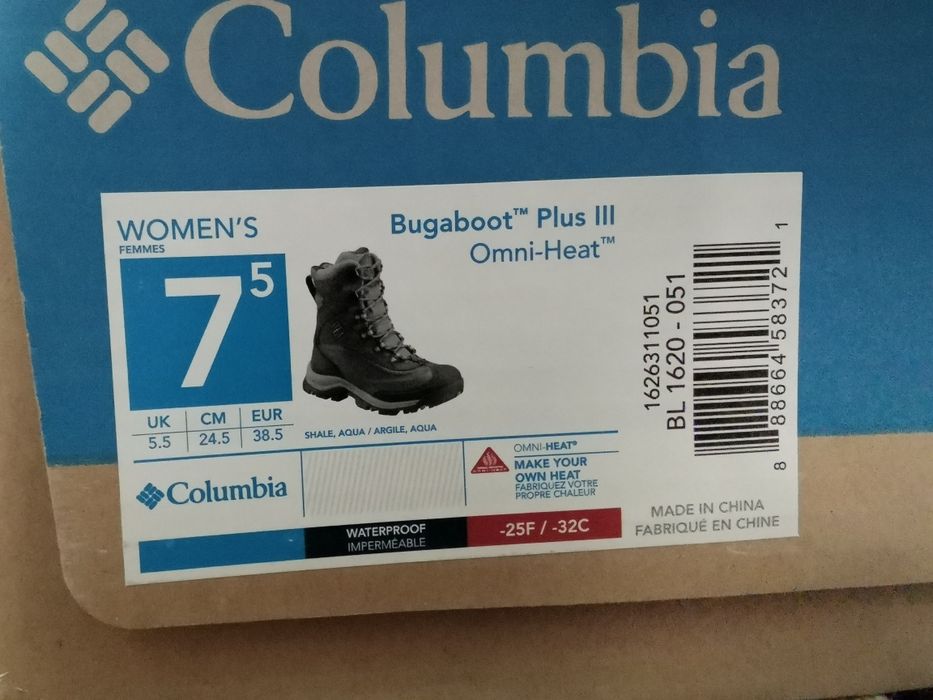 Columbia
WOMEN'S
FEMMES
7⁵
UK CM EUR
5.5 24.5 38.5
Bugaboot™ Plus III
Omni-Heat™
SHALE, AQUA / ARGILE, AQUA
Columbia
WATERPROOF
IMPERMÉABLE
OMNI-HEAT®
MAKE YOUR
OWN HEAT
FABRIQUEZ VOTRE
PROPRE CHALEUR
-25F / -32C
1626311051
BL 1620 - 051
8 88664 58372 1
MADE IN CHINA
FABRIQUÉ EN CHINE